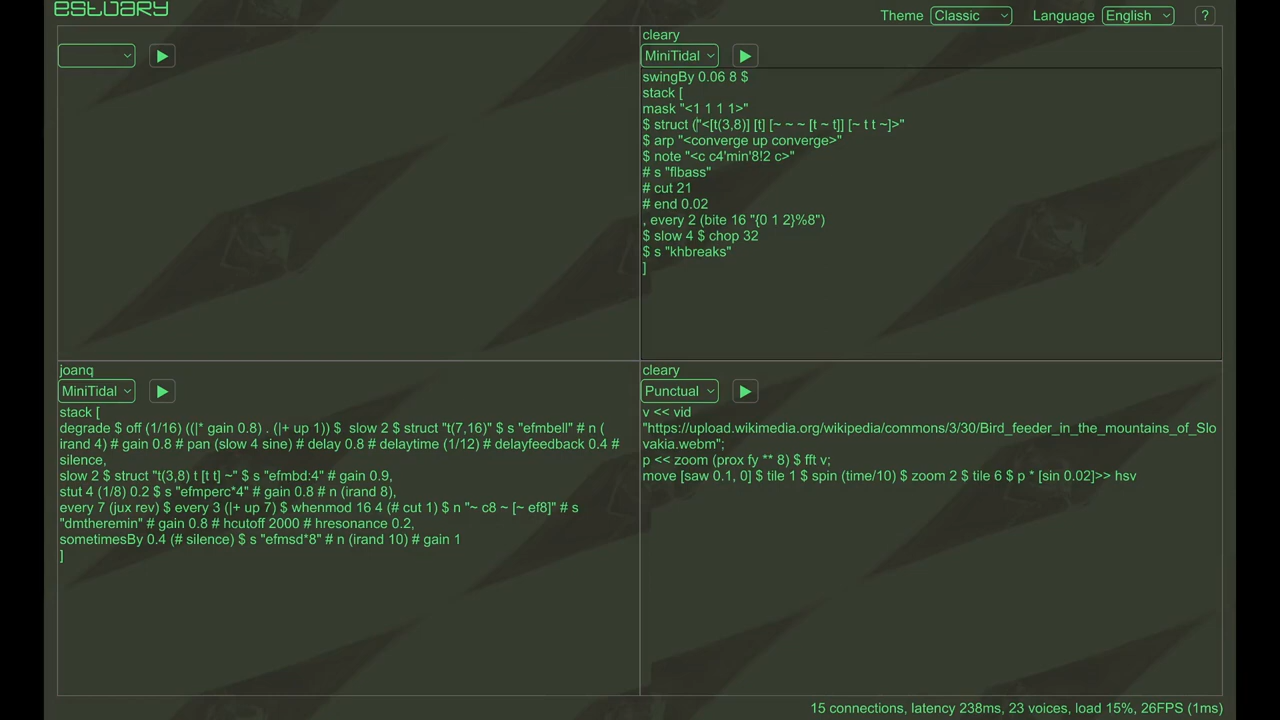 estuary
Theme Classic Language English ?
cleary
MiniTidal
swingBy 0.06 8 $
stack [
mask "<1 1 1 1>"
$ struct ("<[t(3,8)] [t] [~ ~ ~ [t ~ t]] [~ t t ~]>"
$ arp "<converge up converge>"
$ note "<c c4'min'8!2 c>"
# s "flbass"
# cut 21
# end 0.02
, every 2 (bite 16 "{0 1 2}%8")
$ slow 4 $ chop 32
$ s "khbreaks"
]
joanq
MiniTidal
stack [
degrade $ off (1/16) ((|* gain 0.8) . (|+ up 1)) $  slow 2 $ struct "t(7,16)" $ s "efmbell" # n (
irand 4) # gain 0.8 # pan (slow 4 sine) # delay 0.8 # delaytime (1/12) # delayfeedback 0.4 #
silence,
slow 2 $ struct "t(3,8) t [t t] ~" $ s "efmbd:4" # gain 0.9,
stut 4 (1/8) 0.2 $ s "efmperc*4" # gain 0.8 # n (irand 8),
every 7 (jux rev) $ every 3 (|+ up 7) $ whenmod 16 4 (# cut 1) $ n "~ c8 ~ [~ ef8]" # s
"dmtheremin" # gain 0.8 # hcutoff 2000 # hresonance 0.2,
sometimesBy 0.4 (# silence) $ s "efmsd*8" # n (irand 10) # gain 1
]
cleary
Punctual
v << vid
"https://upload.wikimedia.org/wikipedia/commons/3/30/Bird_feeder_in_the_mountains_of_Slo
vakia.webm";
p << zoom (prox fy ** 8) $ fft v;
move [saw 0.1, 0] $ tile 1 $ spin (time/10) $ zoom 2 $ tile 6 $ p * [sin 0.02]>> hsv
15 connections, latency 238ms, 23 voices, load 15%, 26FPS (1ms)